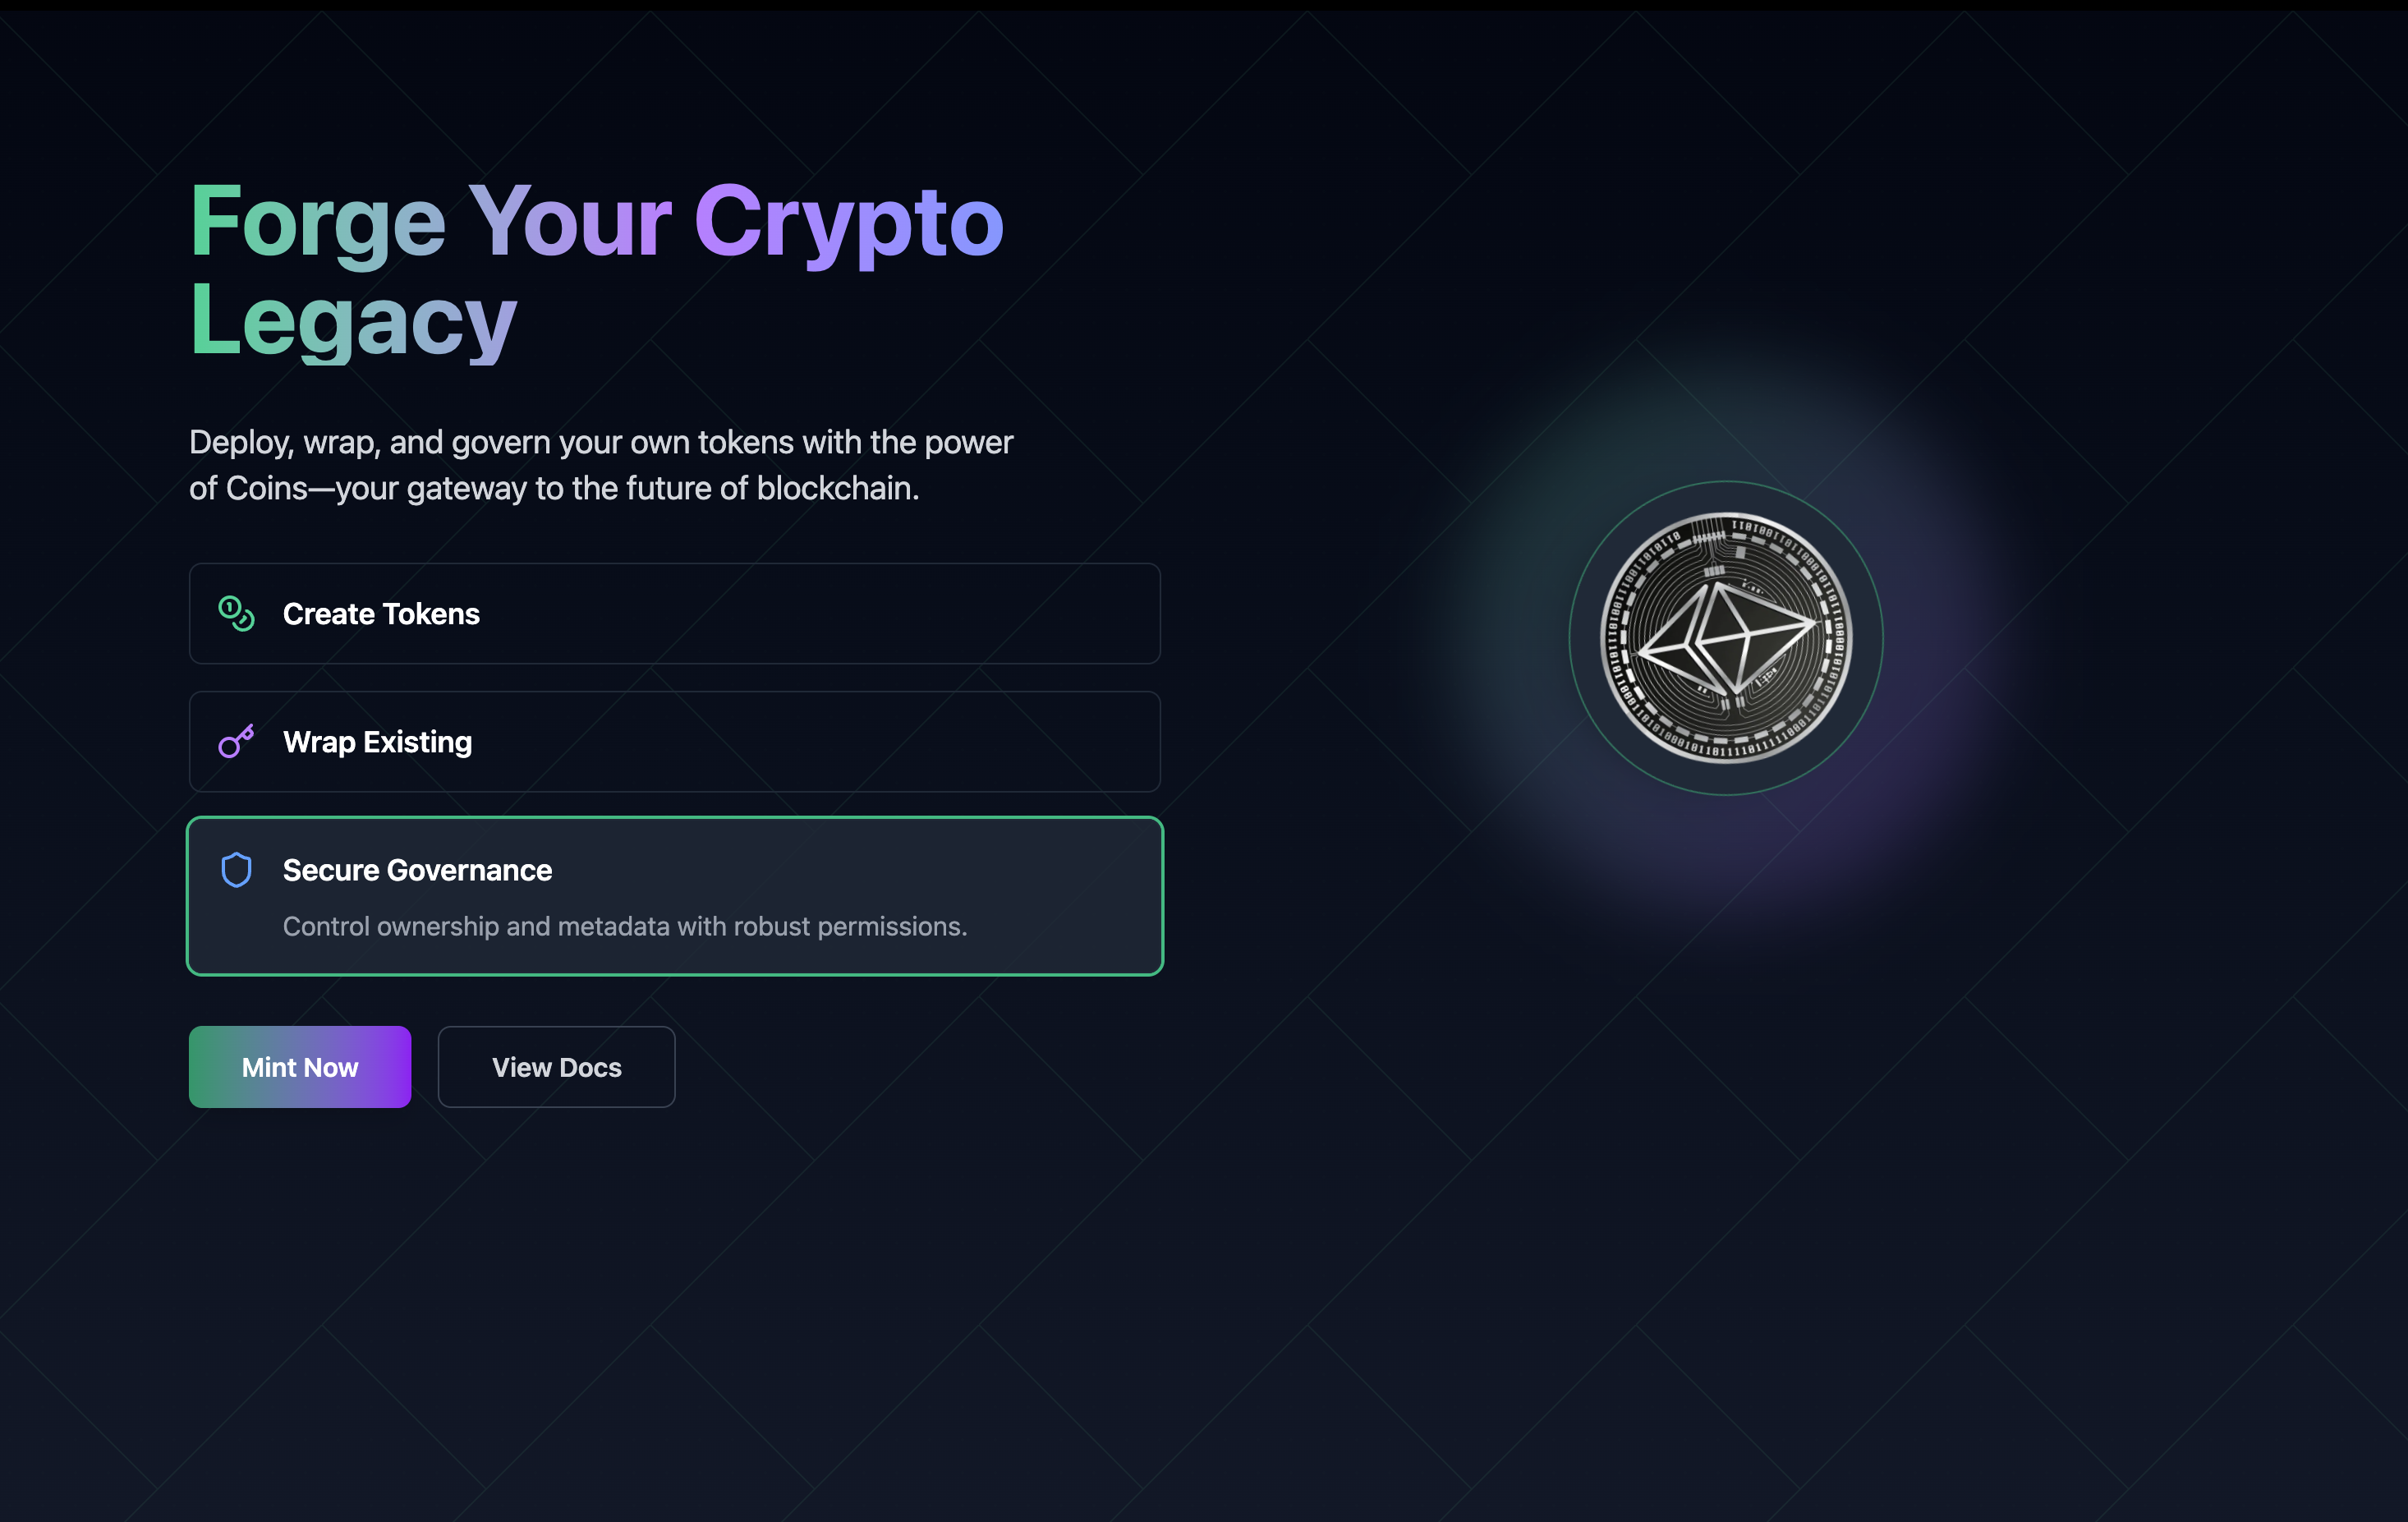 Forge Your Crypto
Legacy
Deploy, wrap, and govern your own tokens with the power
of Coins—your gateway to the future of blockchain.
Create Tokens
Wrap Existing
Secure Governance
Control ownership and metadata with robust permissions.
Mint Now
View Docs